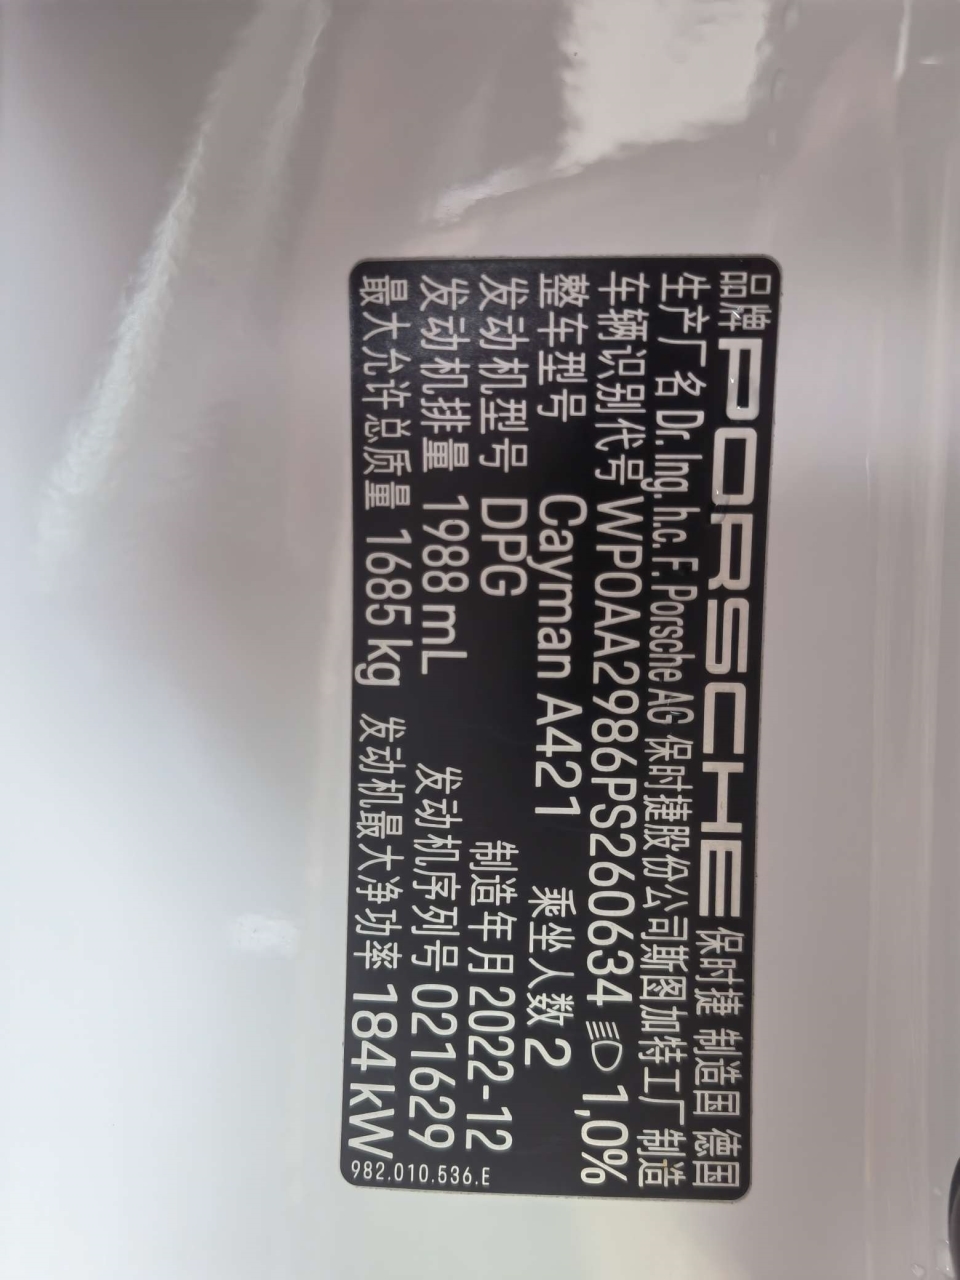 品牌 PORSCHE 保时捷 制造国 德国
生产厂名 Dr. Ing. h.c. F. Porsche AG 保时捷股份公司斯图加特工厂制造
车辆识别代号 WP0AA2986PS260634 1,0%
整车型号 Cayman A421 乘坐人数 2
发动机型号 DPG 制造年月 2022-12
发动机排量 1988 mL 发动机序列号 021629
最大允许总质量 1685 kg 发动机最大净功率 184 kW
982.010.536.E